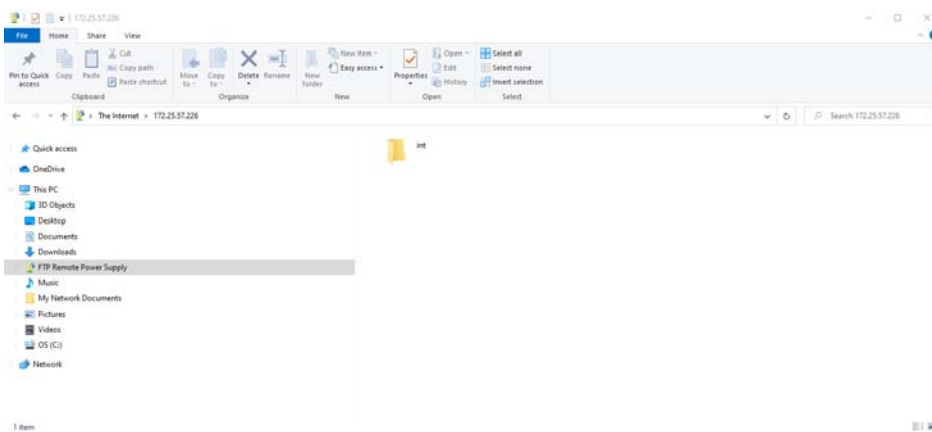 172.25.57.226
File Home Share View
Pin to Quick access
Copy
Paste
Cut
Copy path
Paste shortcut
Clipboard
Move to
Copy to
Delete
Rename
Organize
New folder
New item
Easy access
New
Properties
Open
Edit
History
Open
Select all
Select none
Invert selection
Select
The Internet 172.25.57.226
Search 172.25.57.226
Quick access
OneDrive
This PC
3D Objects
Desktop
Documents
Downloads
FTP Remote Power Supply
Music
My Network Documents
Pictures
Videos
OS (C:)
Network
int
1 item